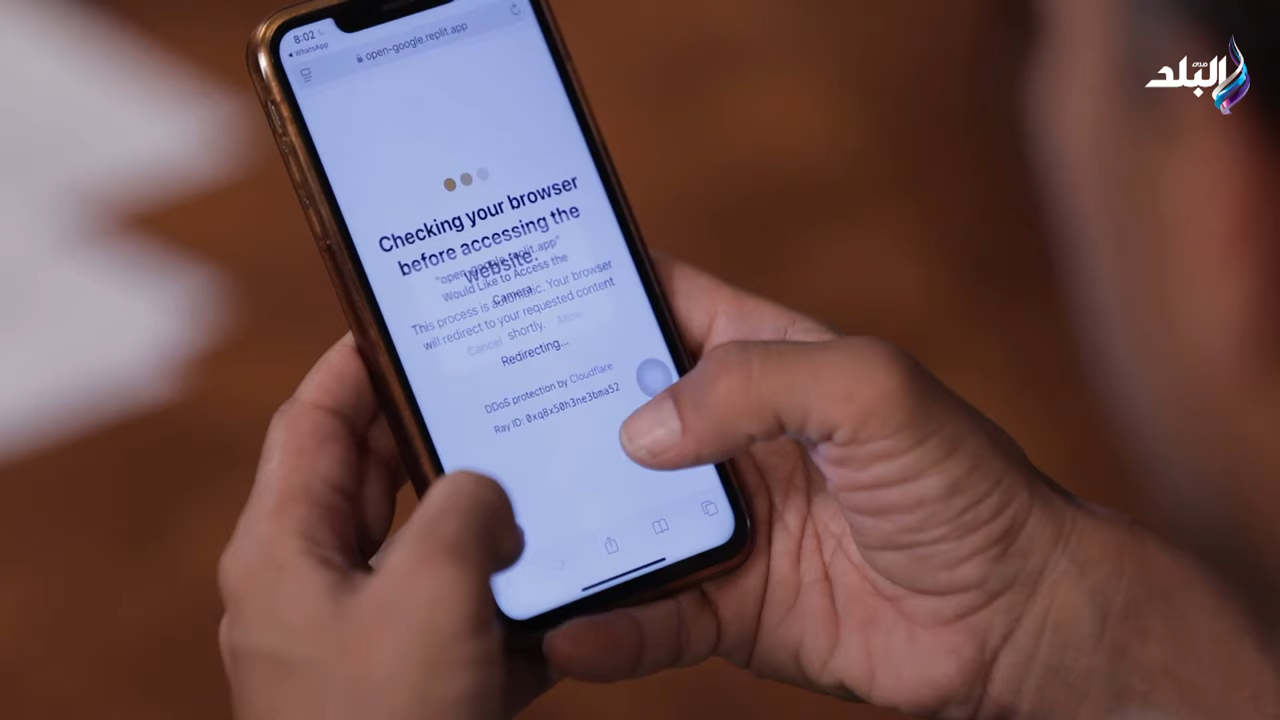 8:02
WhatsApp
open-google.replit.app
صدى
البلد
Checking your browser
before accessing the
website.
"open-google.replit.app"
Would Like to Access the
Camera
This process is automatic. Your browser
will redirect to your requested content
shortly.
Cancel
Allow
Redirecting...
DDoS protection by Cloudflare
Ray ID: 0xq8x50h3ne3bma52